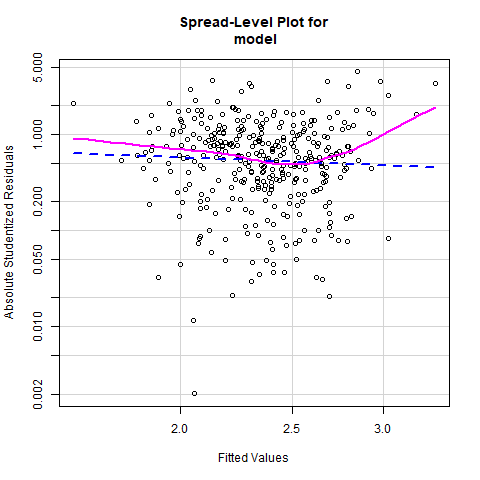 Spread-Level Plot for
model
Absolute Studentized Residuals
5.000
1.000
0.200
0.050
0.010
0.002
2.0 2.5 3.0
Fitted Values